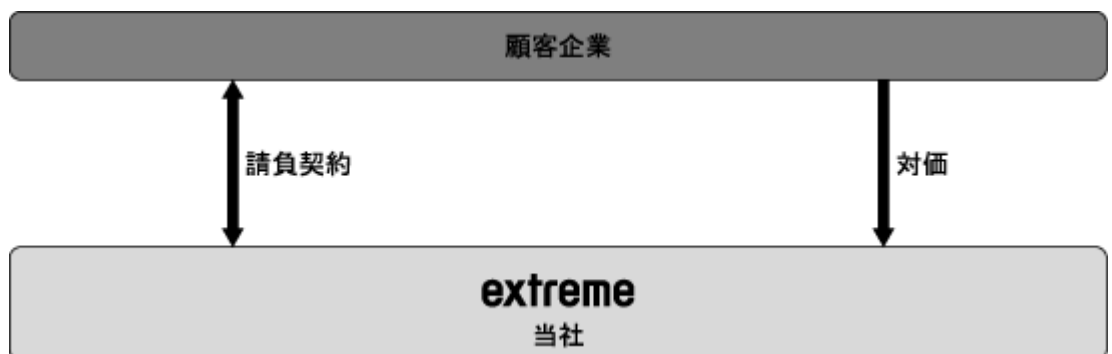 顧客企業
請負契約
対価
extreme
当社